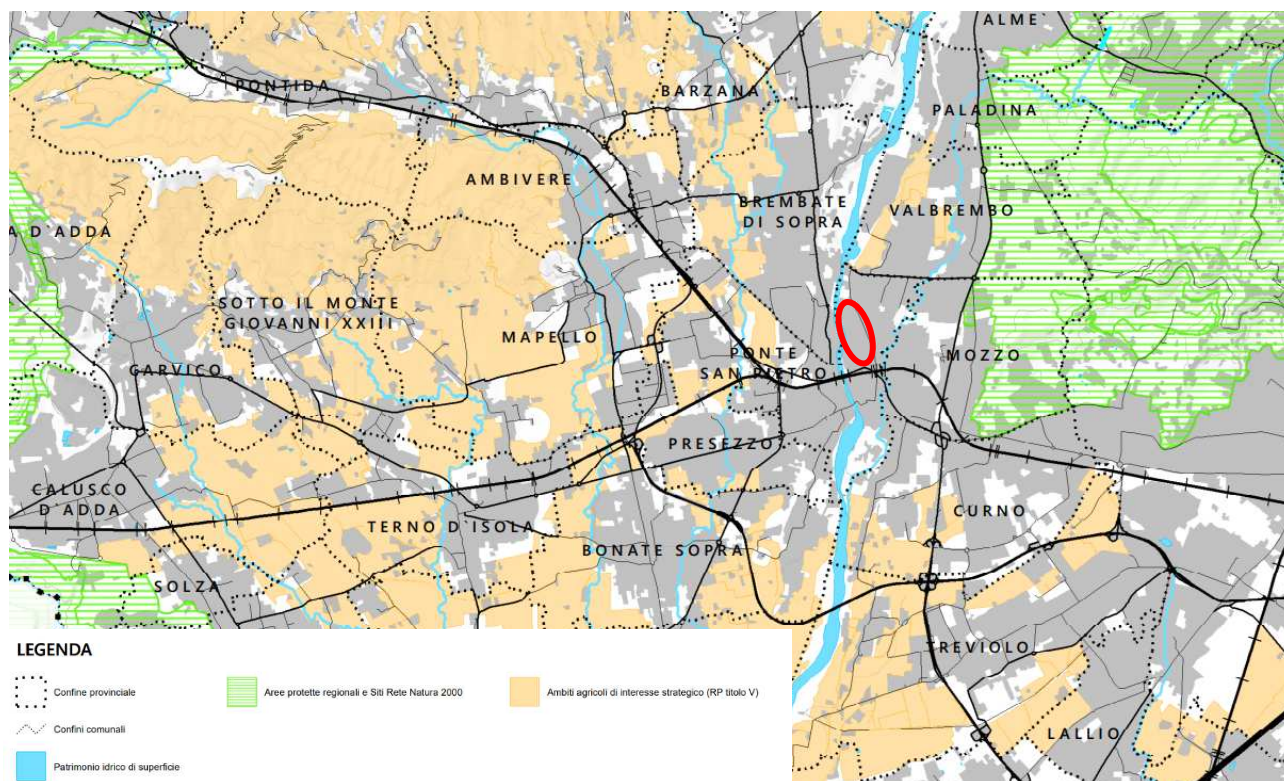 ALME`
PONTIDA
BARZANA
PALADINA
AMBIVERE
BREMBATE
DI SOPRA
VALBREMBO
A D`ADDA
SOTTO IL MONTE
GIOVANNI XXIII
MAPELLO
CARVICO
PONTE
SAN PIETRO
MOZZO
PRESEZZO
CALUSCO
D`ADDA
TERNO D`ISOLA
BONATE SOPRA
CURNO
SOLZA
TREVIOLO
LALLIO
LEGENDA
Confine provinciale
Aree protette regionali e Siti Rete Natura 2000
Ambiti agricoli di interesse strategico (RP titolo V)
Confini comunali
Patrimonio idrico di superficie